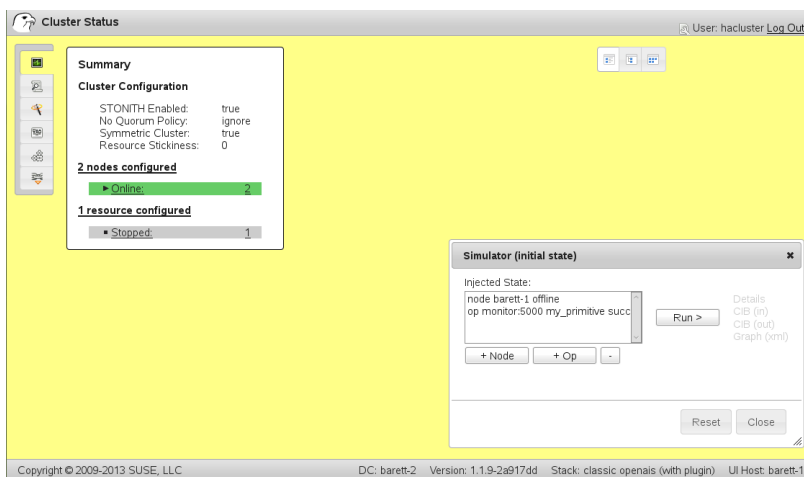 Cluster Status
User: hacluster Log Out
Summary
Cluster Configuration
STONITH Enabled: true
No Quorum Policy: ignore
Symmetric Cluster: true
Resource Stickiness: 0
2 nodes configured
Online: 2
1 resource configured
Stopped: 1
Simulator (initial state)
Injected State:
node barett-1 offline
op monitor:5000 my_primitive succ
Run >
Details
CIB (in)
CIB (out)
Graph (xml)
+ Node
+ Op
-
Reset
Close
Copyright © 2009-2013 SUSE, LLC
DC: barett-2 Version: 1.1.9-2a917dd Stack: classic openais (with plugin) UI Host: barett-1